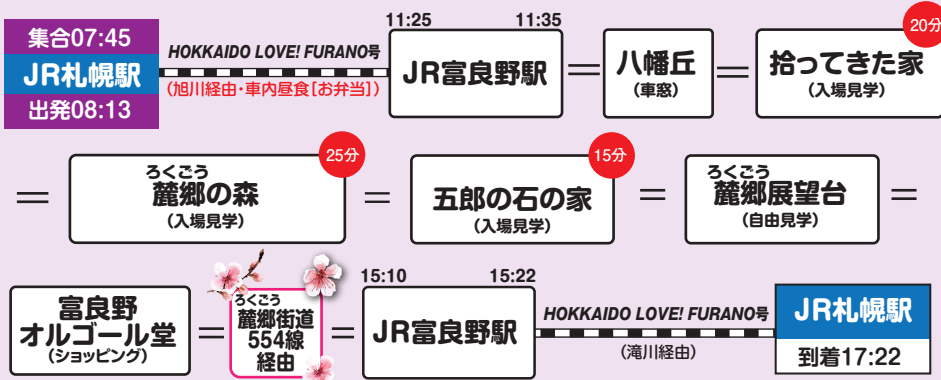 集合07:45
JR札幌駅
出発08:13
HOKKAIDO LOVE! FURANO号
(旭川経由・車内昼食[お弁当])
11:25 11:35
JR富良野駅
八幡丘
(車窓)
20分
拾ってきた家
(入場見学)
25分
ろくごう
麓郷の森
(入場見学)
15分
五郎の石の家
(入場見学)
ろくごう
麓郷展望台
(自由見学)
富良野
オルゴール堂
(ショッピング)
ろくごう
麓郷街道
554線
経由
15:10 15:22
JR富良野駅
HOKKAIDO LOVE! FURANO号
(滝川経由)
JR札幌駅
到着17:22